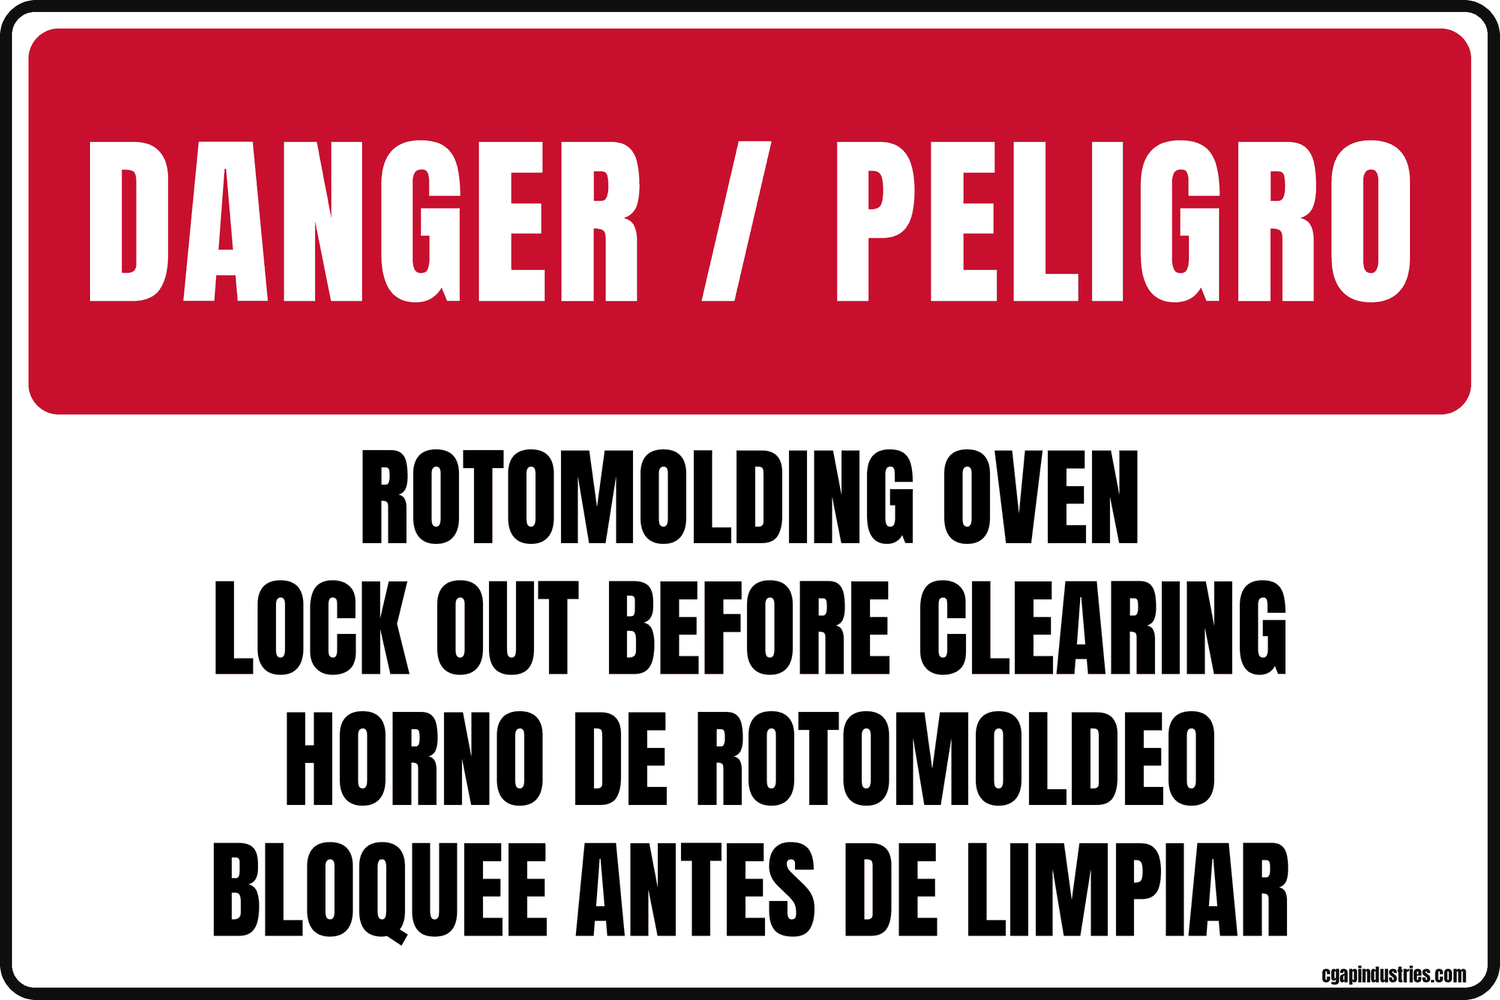 DANGER / PELIGRO
ROTOMOLDING OVEN
LOCK OUT BEFORE CLEARING
HORNO DE ROTOMOLDEO
BLOQUEE ANTES DE LIMPIAR
cgapindustries.com